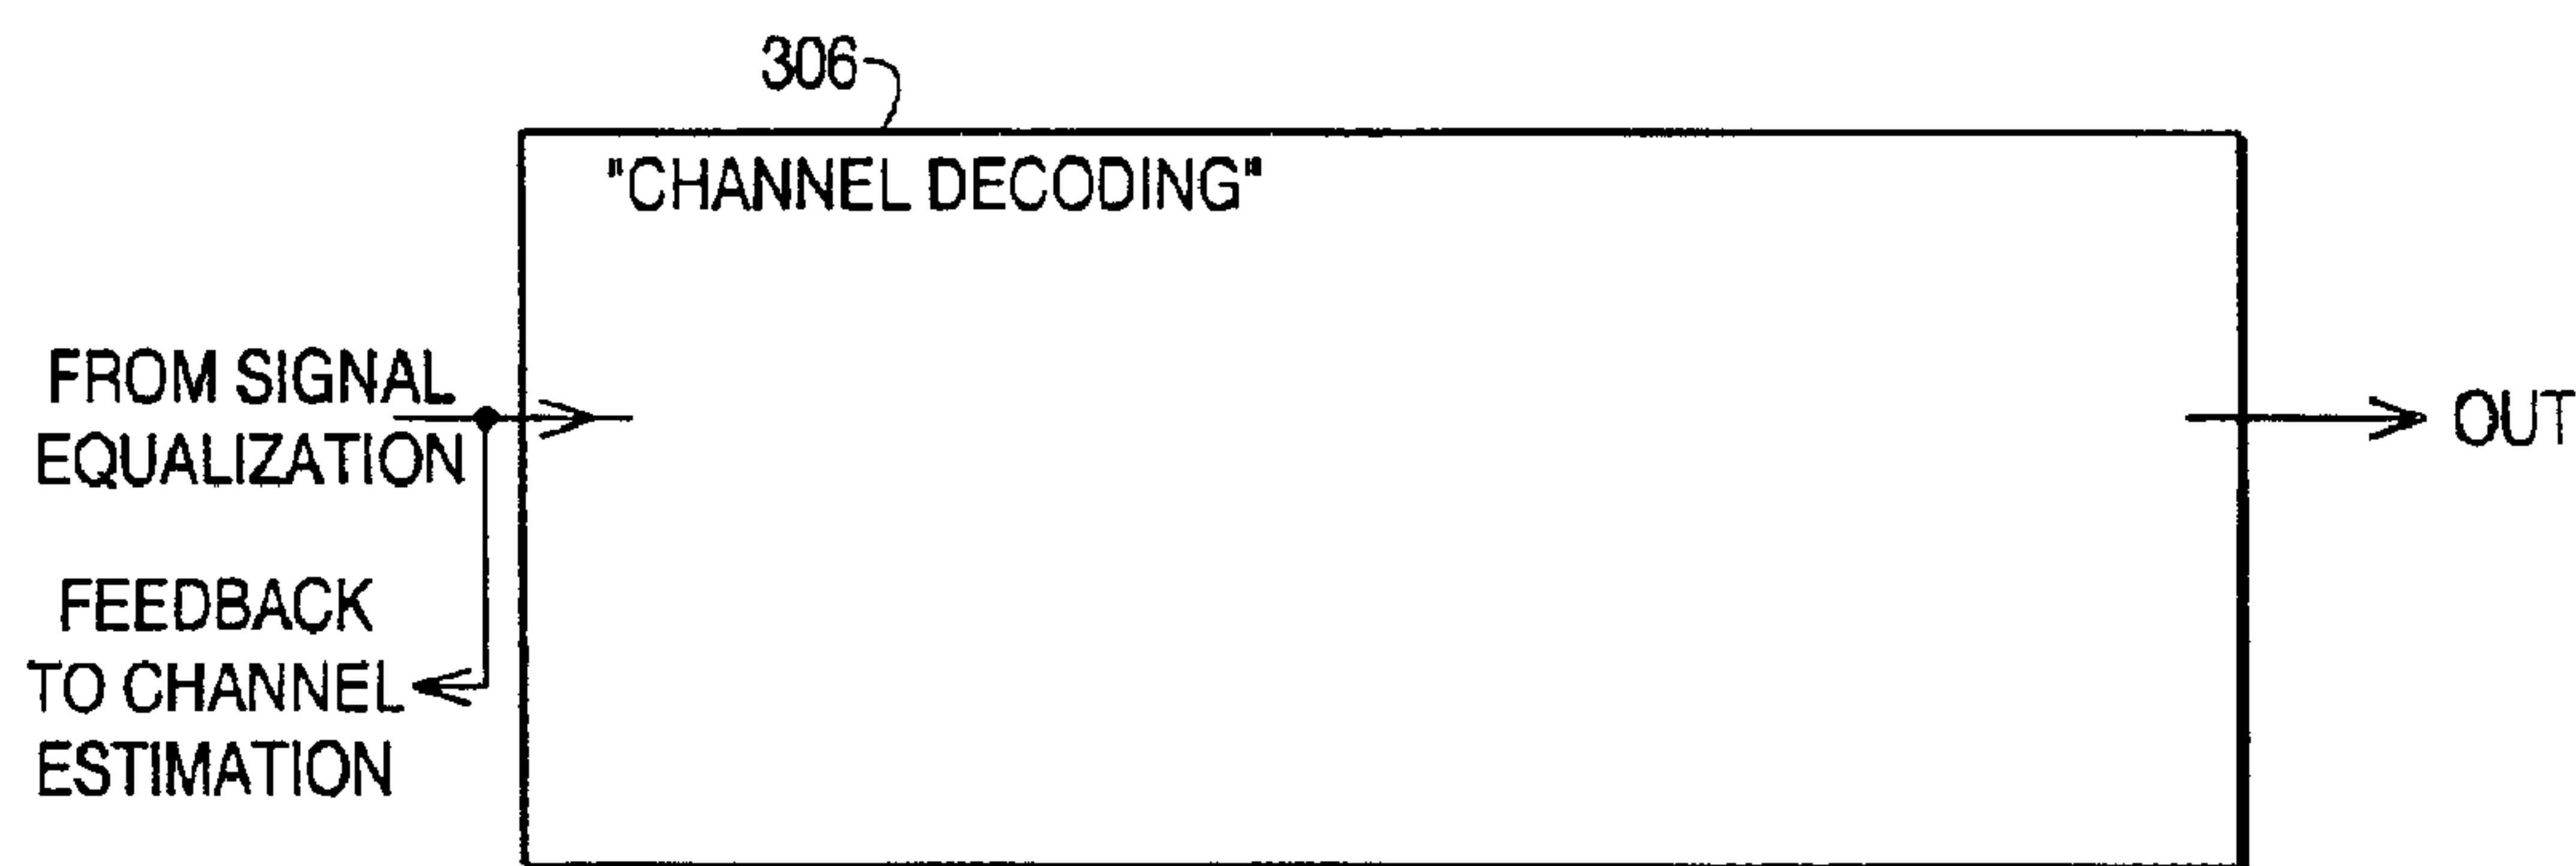 306
"CHANNEL DECODING"
FROM SIGNAL
EQUALIZATION
OUT
FEEDBACK
TO CHANNEL
ESTIMATION